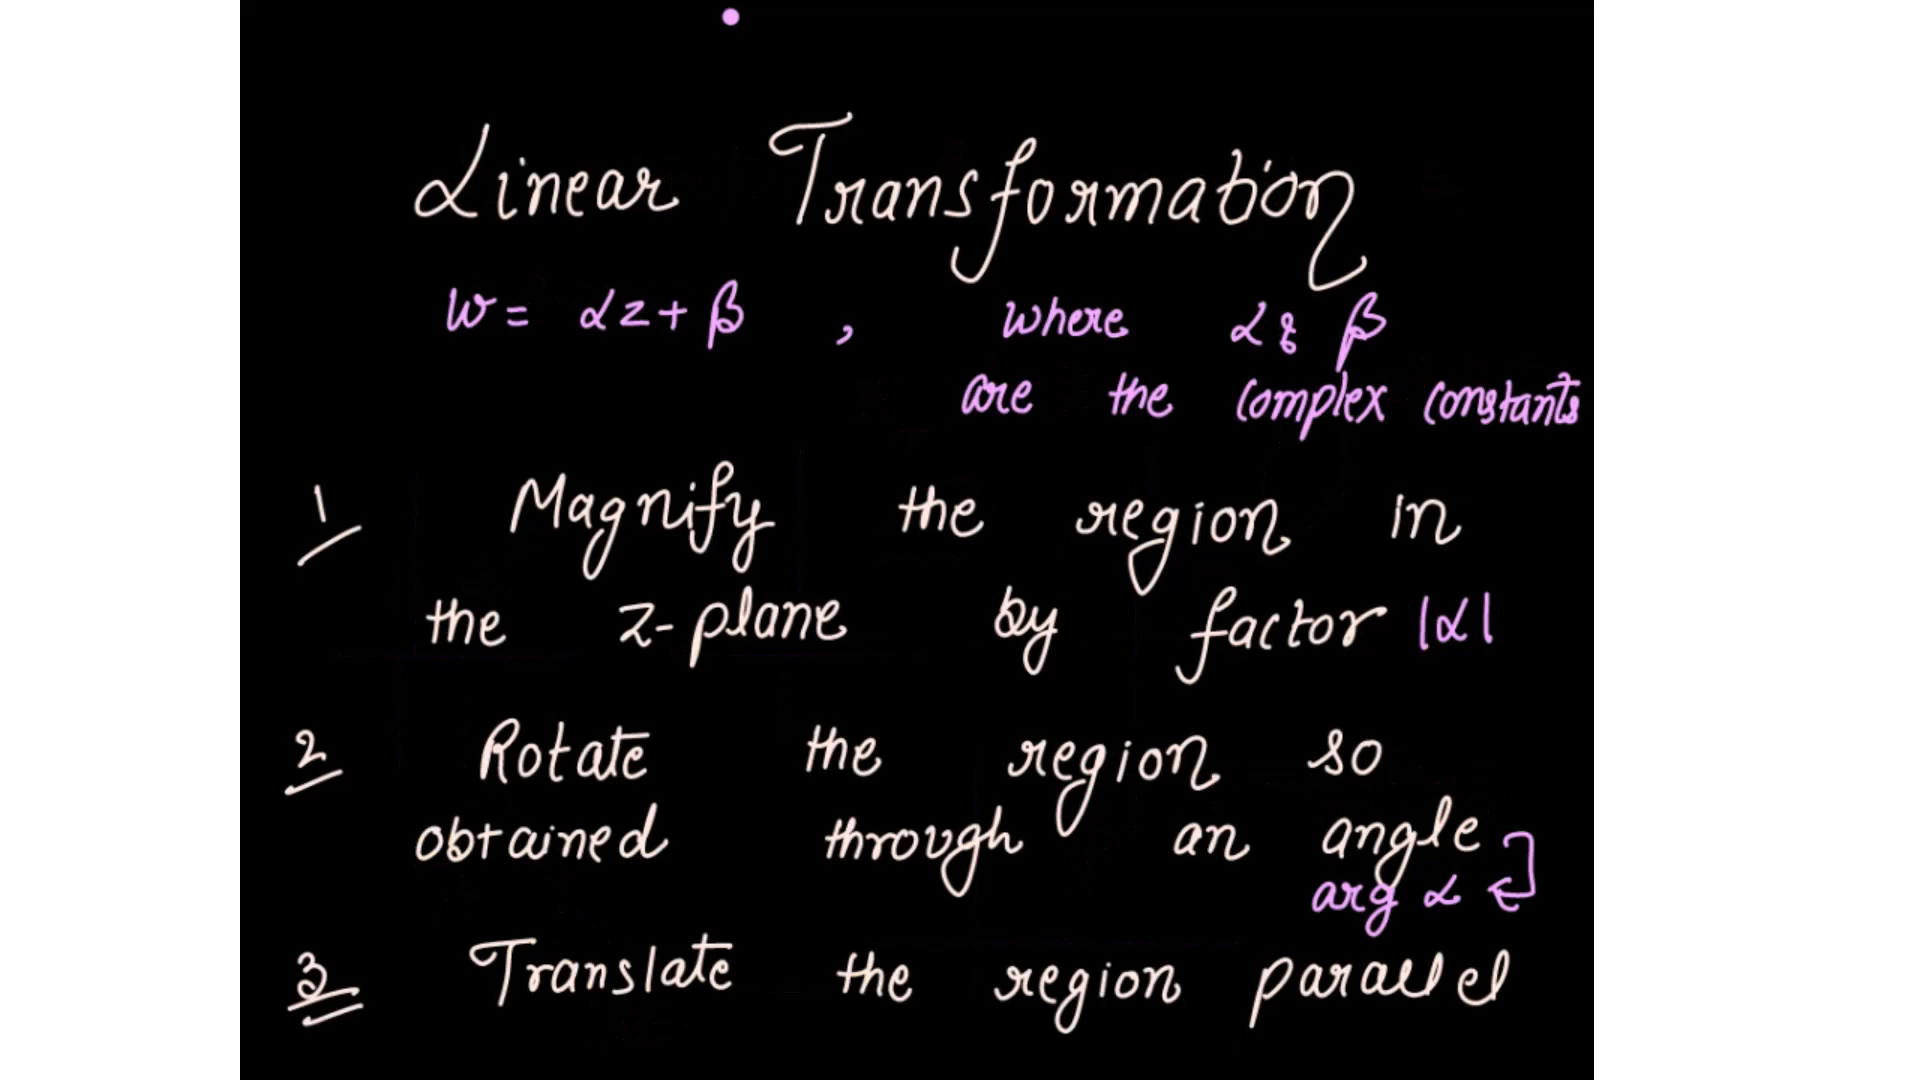 Linear Transformation
w = αz + β , where α & β
are the complex constants
1 Magnify the region in
the z-plane by factor |α|
2 Rotate the region so
obtained through an angle
arg α
3 Translate the region parallel